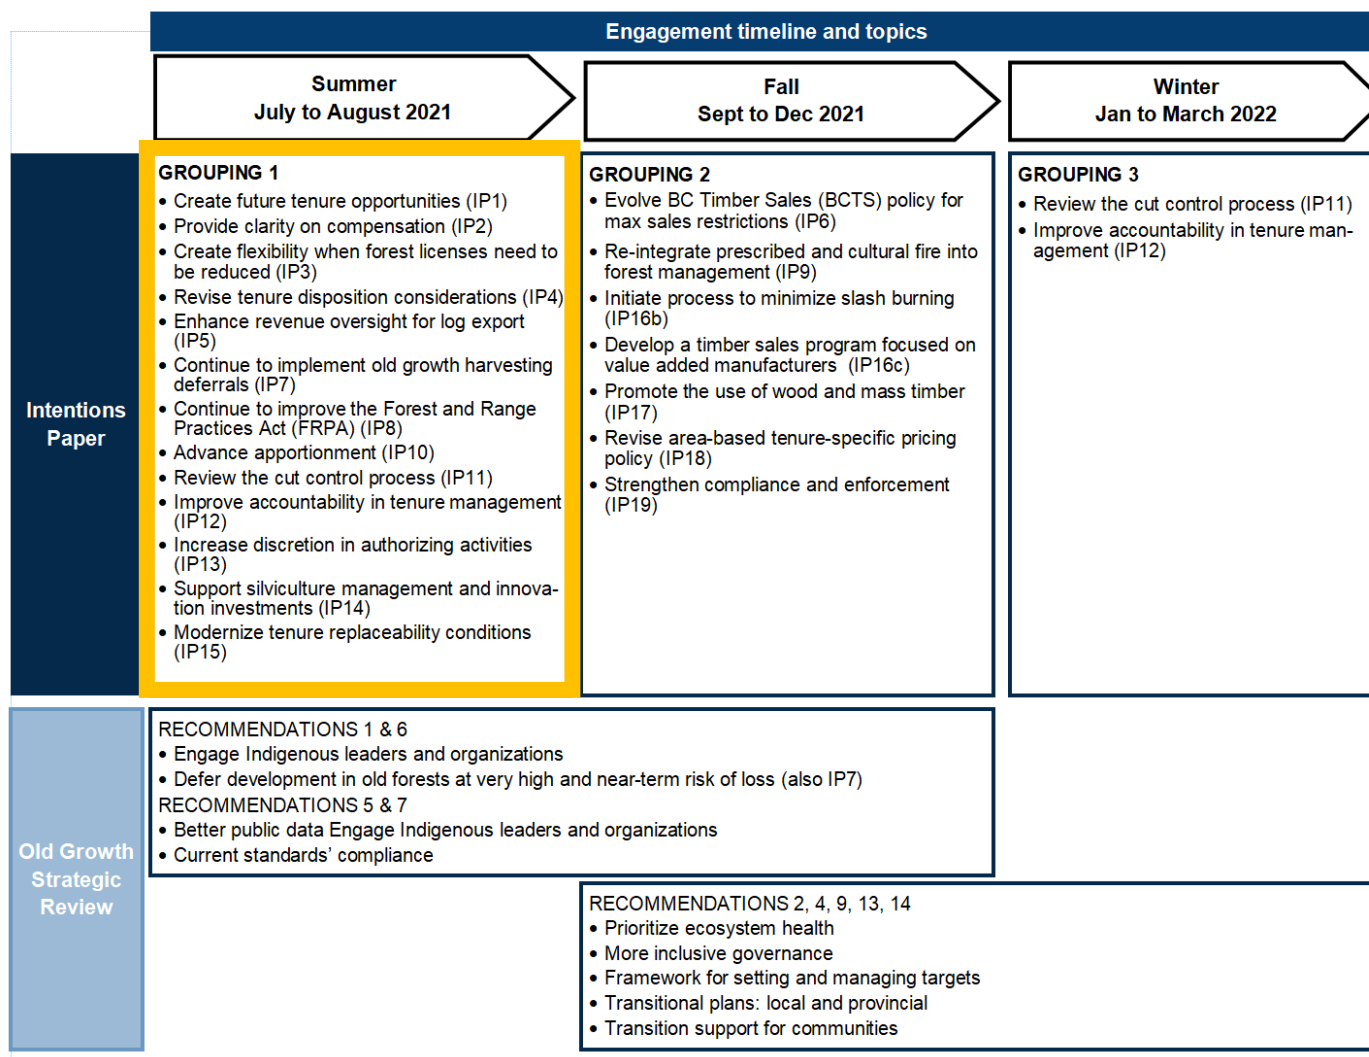 Engagement timeline and topics
Summer
July to August 2021
Fall
Sept to Dec 2021
Winter
Jan to March 2022
Intentions
Paper
GROUPING 1
• Create future tenure opportunities (IP1)
• Provide clarity on compensation (IP2)
• Create flexibility when forest licenses need to
be reduced (IP3)
• Revise tenure disposition considerations (IP4)
• Enhance revenue oversight for log export
(IP5)
• Continue to implement old growth harvesting
deferrals (IP7)
• Continue to improve the Forest and Range
Practices Act (FRPA) (IP8)
• Advance apportionment (IP10)
• Review the cut control process (IP11)
• Improve accountability in tenure management
(IP12)
• Increase discretion in authorizing activities
(IP13)
• Support silviculture management and innova-
tion investments (IP14)
• Modernize tenure replaceability conditions
(IP15)
GROUPING 2
• Evolve BC Timber Sales (BCTS) policy for
max sales restrictions (IP6)
• Re-integrate prescribed and cultural fire into
forest management (IP9)
• Initiate process to minimize slash burning
(IP16b)
• Develop a timber sales program focused on
value added manufacturers (IP16c)
• Promote the use of wood and mass timber
(IP17)
• Revise area-based tenure-specific pricing
policy (IP18)
• Strengthen compliance and enforcement
(IP19)
GROUPING 3
• Review the cut control process (IP11)
• Improve accountability in tenure man-
agement (IP12)
Old Growth
Strategic
Review
RECOMMENDATIONS 1 & 6
• Engage Indigenous leaders and organizations
• Defer development in old forests at very high and near-term risk of loss (also IP7)
RECOMMENDATIONS 5 & 7
• Better public data Engage Indigenous leaders and organizations
• Current standards’ compliance
RECOMMENDATIONS 2, 4, 9, 13, 14
• Prioritize ecosystem health
• More inclusive governance
• Framework for setting and managing targets
• Transitional plans: local and provincial
• Transition support for communities